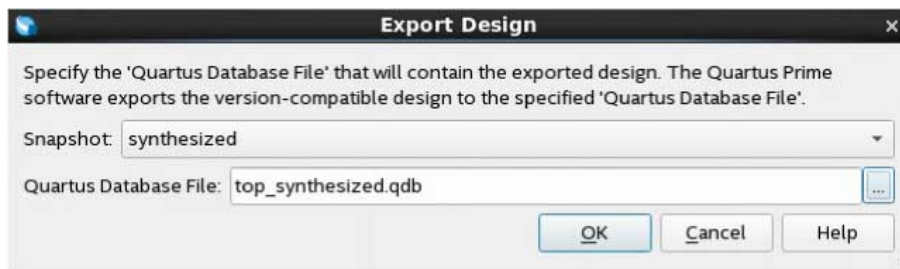 Export Design
Specify the 'Quartus Database File' that will contain the exported design. The Quartus Prime
software exports the version-compatible design to the specified 'Quartus Database File'.
Snapshot: synthesized
Quartus Database File: top_synthesized.qdb ...
OK Cancel Help